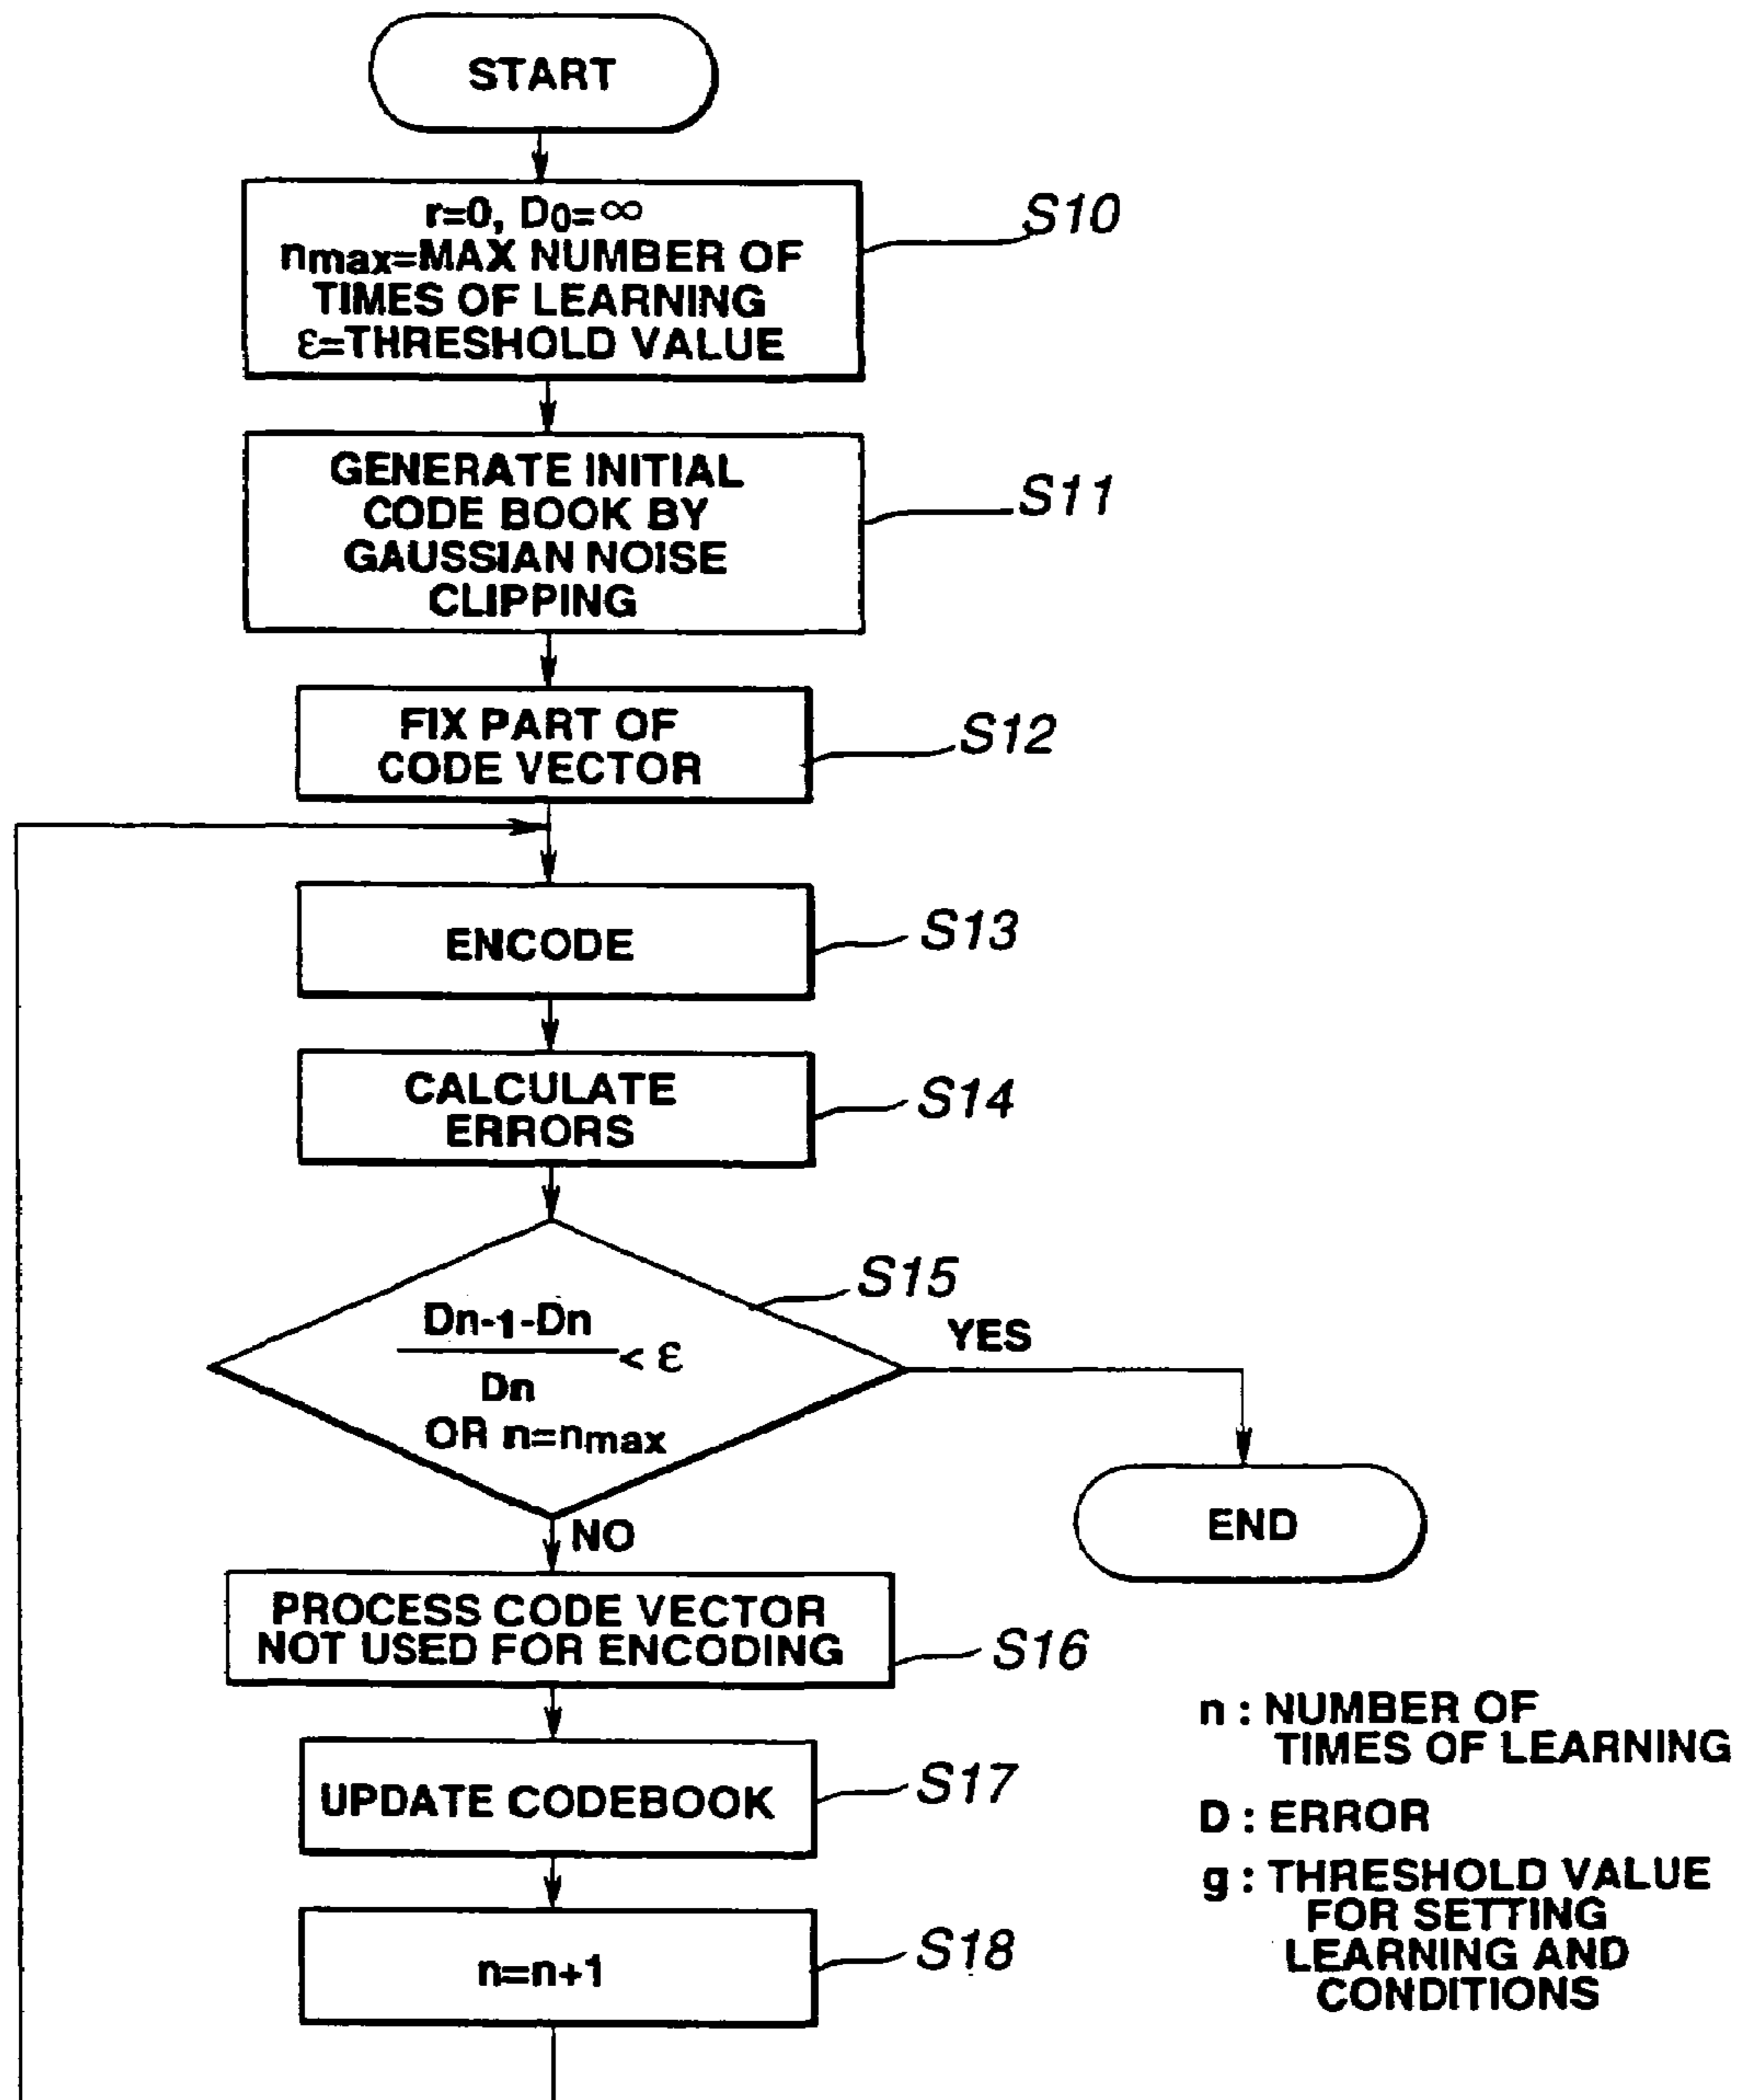 START
r=0, D0=∞
nmax=MAX NUMBER OF
TIMES OF LEARNING
ε=THRESHOLD VALUE
S10
GENERATE INITIAL
CODE BOOK BY
GAUSSIAN NOISE
CLIPPING
S11
FIX PART OF
CODE VECTOR
S12
ENCODE
S13
CALCULATE
ERRORS
S14
S15
Dn-1-Dn
< ε
Dn
OR n=nmax
YES
END
NO
PROCESS CODE VECTOR
NOT USED FOR ENCODING
S16
UPDATE CODEBOOK
S17
n=n+1
S18
n : NUMBER OF
TIMES OF LEARNING
D : ERROR
g : THRESHOLD VALUE
FOR SETTING
LEARNING AND
CONDITIONS